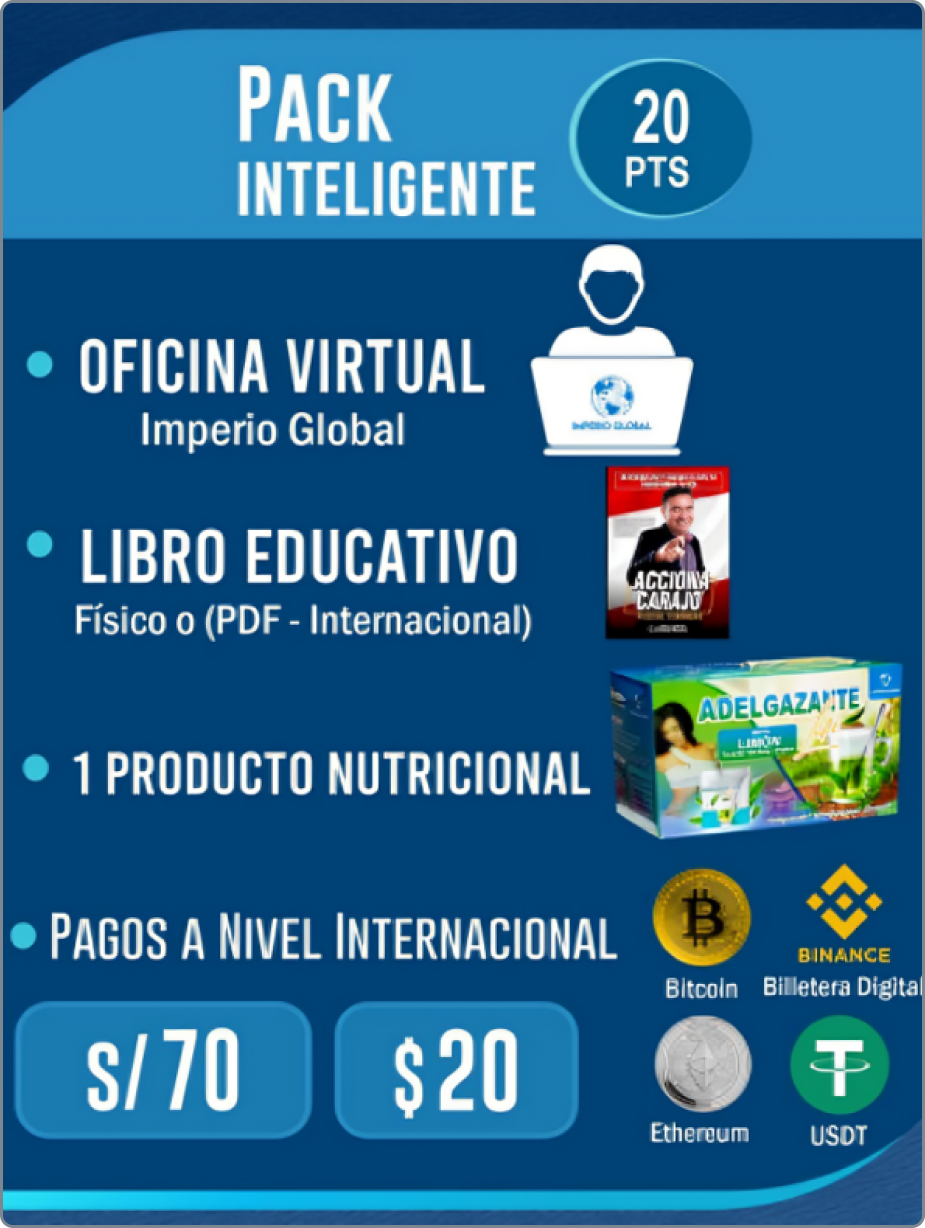 PACK
INTELIGENTE
20
PTS
• OFICINA VIRTUAL
Imperio Global
IMPERIO GLOBAL
• LIBRO EDUCATIVO
Físico o (PDF - Internacional)
ACCIONA
CARAJO
• 1 PRODUCTO NUTRICIONAL
ADELGAZANTE
LIMÓN
• PAGOS A NIVEL INTERNACIONAL
BINANCE
Bitcoin
Billetera Digital
S/ 70
$ 20
Ethereum
USDT